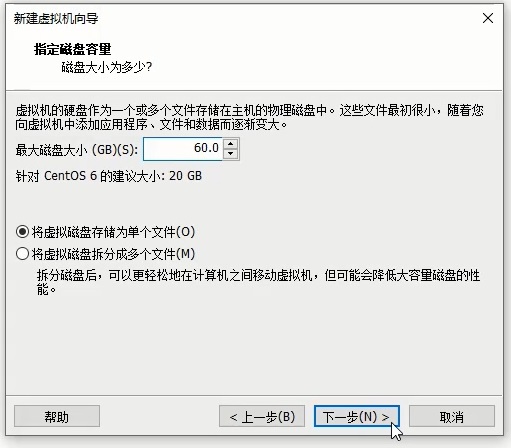 新建虚拟机向导
指定磁盘容量
磁盘大小为多少?
虚拟机的硬盘作为一个或多个文件存储在主机的物理磁盘中。这些文件最初很小，随着您
向虚拟机中添加应用程序、文件和数据而逐渐变大。
最大磁盘大小 (GB)(S): 60.0
针对 CentOS 6 的建议大小: 20 GB
将虚拟磁盘存储为单个文件(O)
将虚拟磁盘拆分成多个文件(M)
拆分磁盘后，可以更轻松地在计算机之间移动虚拟机，但可能会降低大容量磁盘的性
能。
帮助 < 上一步(B) 下一步(N) > 取消